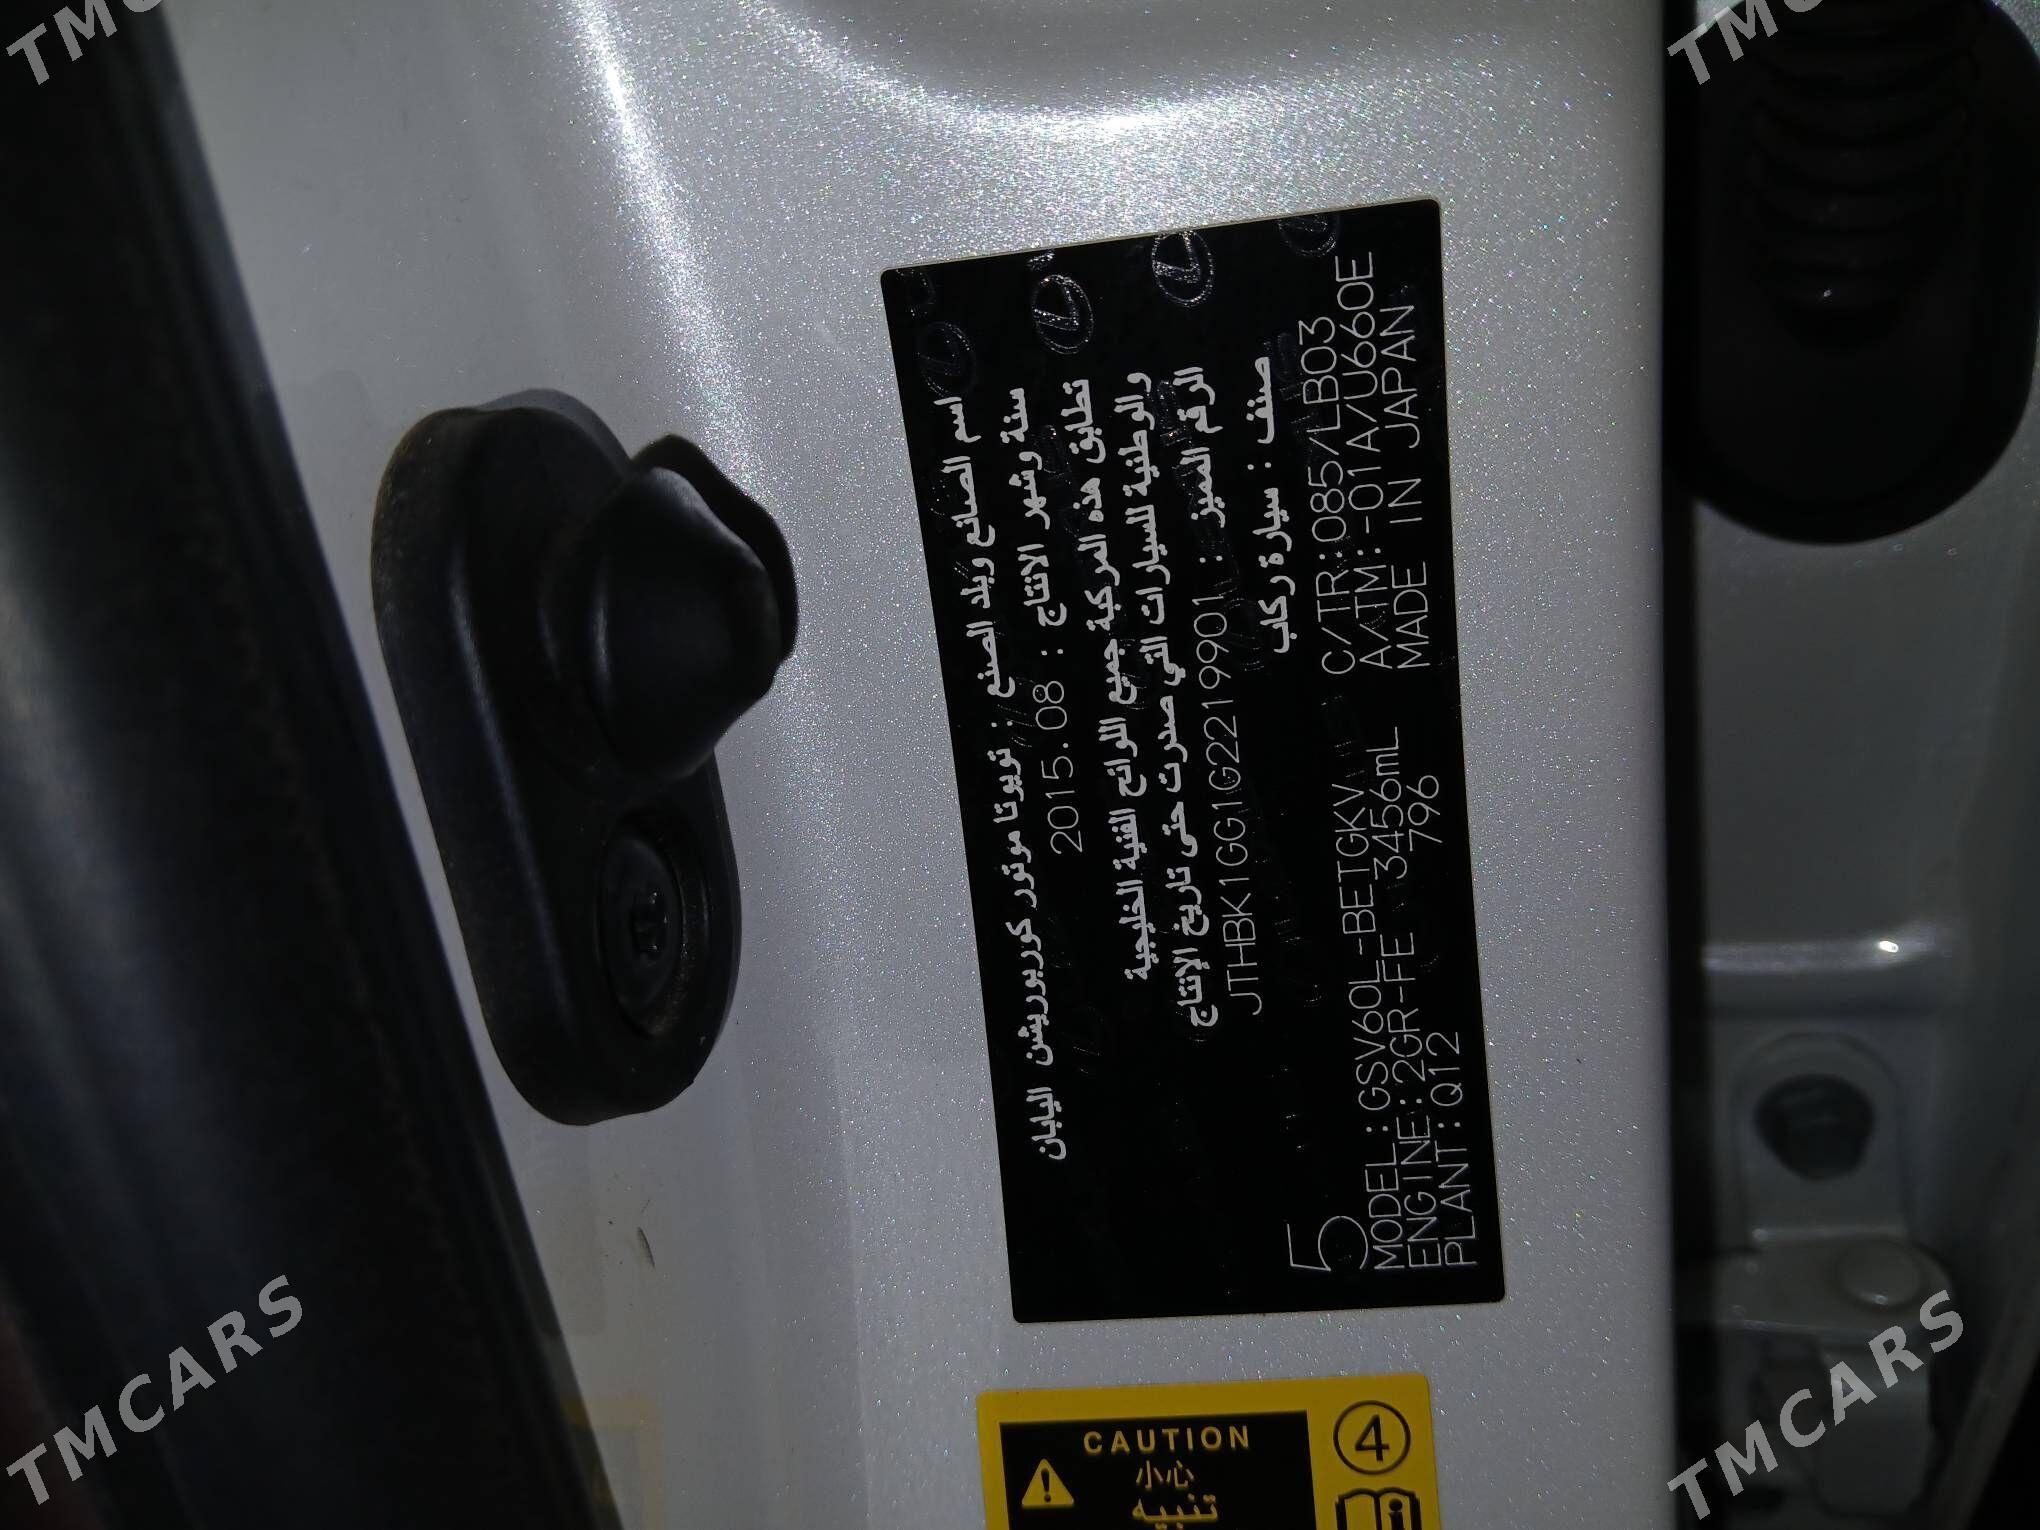 اسم الصانع وبلد الصنع : تويوتا موتور كوربوريشن اليابان
سنة وشهر الانتاج : 2015.08
تطابق هذه المركبة جميع اللوائح الفنية الخليجية
والوطنية للسيارات التي صدرت حتى تاريخ الإنتاج
الرقم المميز : JTHBK1GG1G2219901
صنف : سيارة ركاب
5
MODEL:GSV60L-BETGKV C/TR:085/LB03
ENGINE:2GR-FE 3456mL A/TM:-01A/U660E
PLANT:Q12 796 MADE IN JAPAN
CAUTION
小心
تنبيه
4
TMCARS
TMCARS